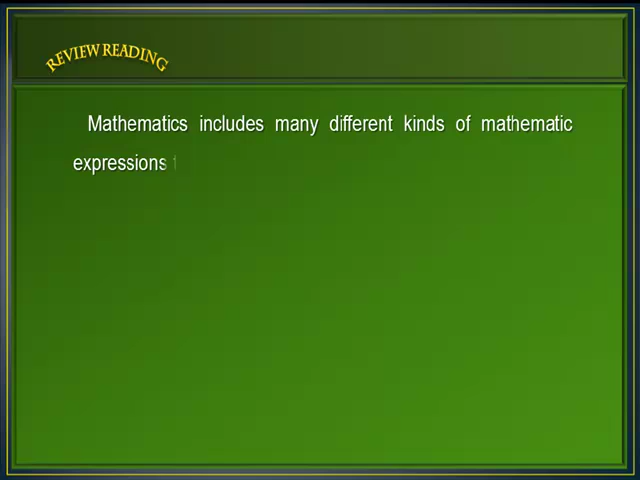 REVIEW READING
Mathematics includes many different kinds of mathematic
expressions